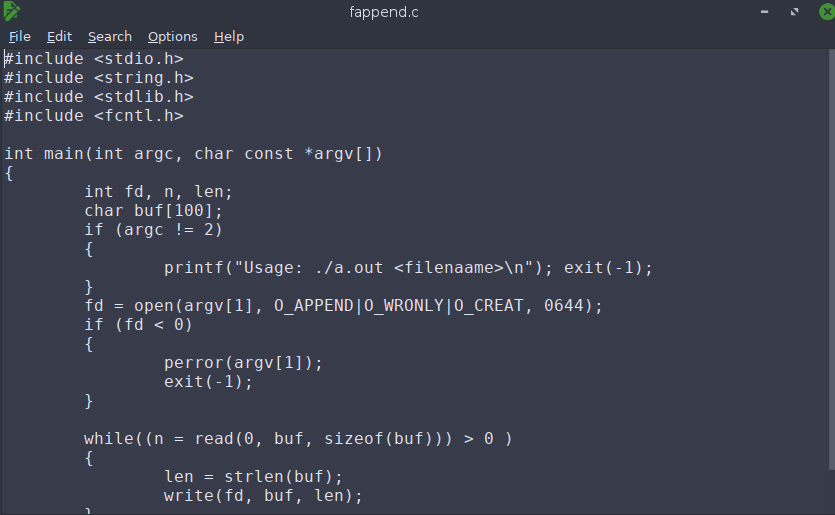 fappend.c
File Edit Search Options Help
#include <stdio.h>
#include <string.h>
#include <stdlib.h>
#include <fcntl.h>
int main(int argc, char const *argv[])
{
int fd, n, len;
char buf[100];
if (argc != 2)
{
printf("Usage: ./a.out <filenaame>\n"); exit(-1);
}
fd = open(argv[1], O_APPEND|O_WRONLY|O_CREAT, 0644);
if (fd < 0)
{
perror(argv[1]);
exit(-1);
}
while((n = read(0, buf, sizeof(buf))) > 0 )
{
len = strlen(buf);
write(fd, buf, len);
}